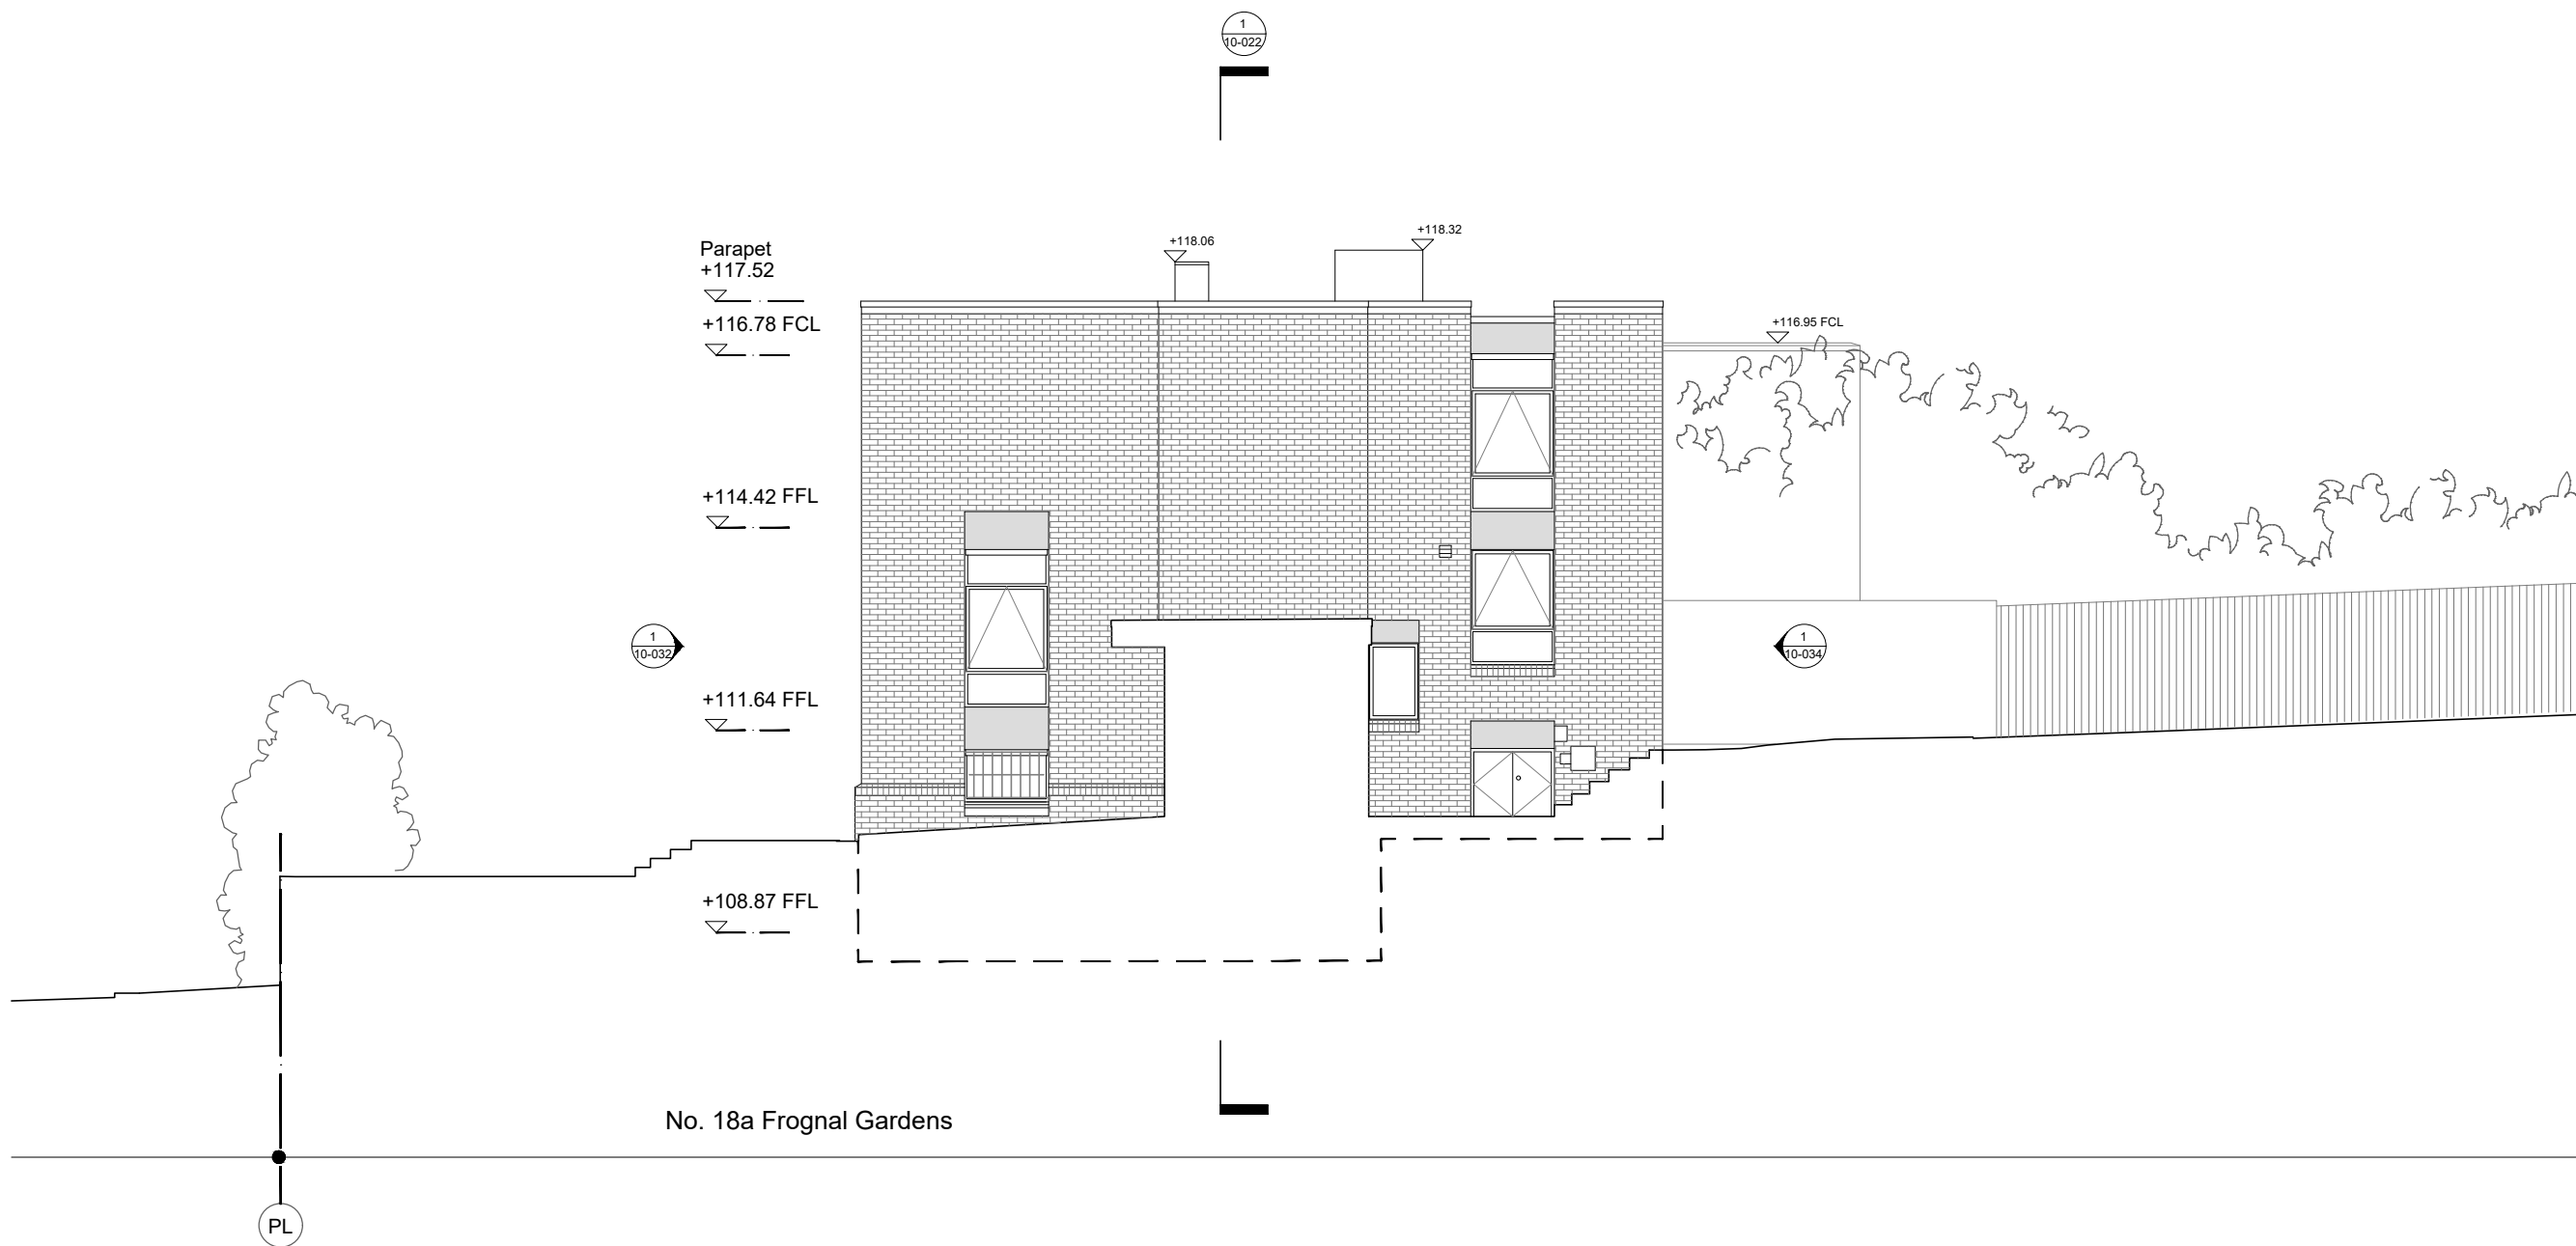 1
10-022
+118.32
+118.06
Parapet
+117.52
+116.78 FCL
+116.95 FCL
+114.42 FFL
1
10-032
1
10-034
+111.64 FFL
+108.87 FFL
No. 18a Frognal Gardens
PL